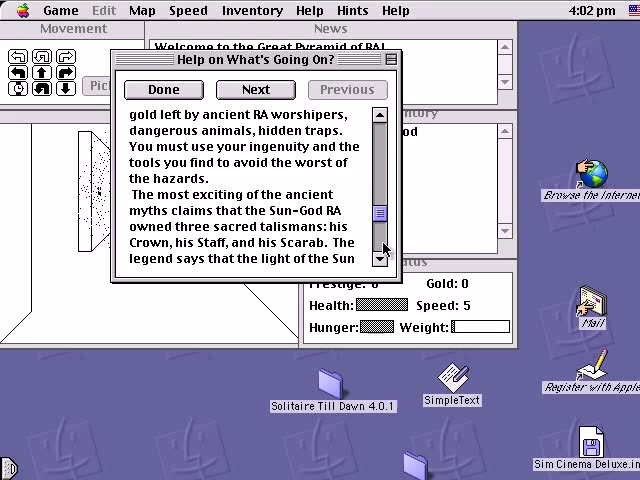 Game Edit Map Speed Inventory Help Hints Help 4:02 pm
Movement
News
Welcome to the Great Pyramid of RA!
Help on What's Going On?
Done Next Previous
gold left by ancient RA worshipers,
dangerous animals, hidden traps.
You must use your ingenuity and the
tools you find to avoid the worst of
the hazards.
The most exciting of the ancient
myths claims that the Sun-God RA
owned three sacred talismans: his
Crown, his Staff, and his Scarab. The
legend says that the light of the Sun
Prestige: 0 Gold: 0
Health: Speed: 5
Hunger: Weight:
Browse the Internet
Mail
Register with Apple
SimpleText
Solitaire Till Dawn 4.0.1
Sim Cinema Deluxe.in